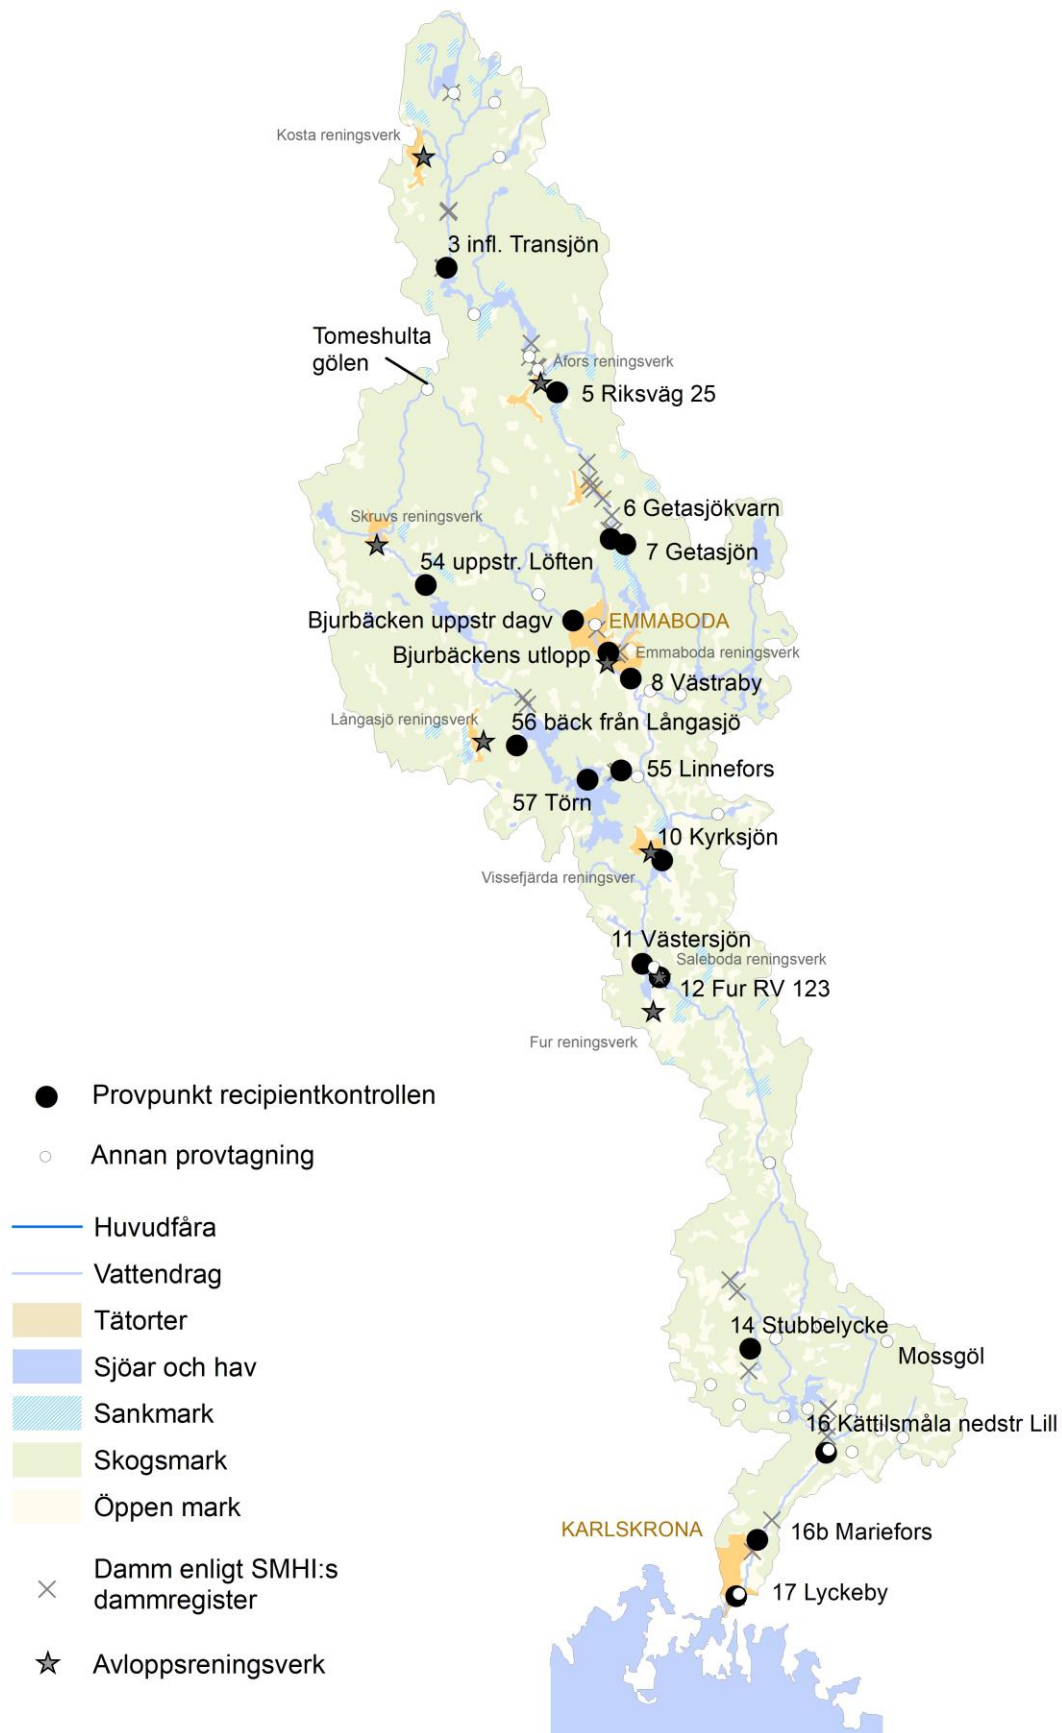 Kosta reningsverk
3 infl. Transjön
Tomeshulta
gölen
Åfors reningsverk
5 Riksväg 25
Skruvs reningsverk
6 Getasjökvarn
7 Getasjön
54 uppstr. Löften
Bjurbäcken uppstr dagv
EMMABODA
Bjurbäckens utlopp
Emmaboda reningsverk
8 Västraby
Långasjö reningsverk
56 bäck från Långasjö
55 Linnefors
57 Törn
10 Kyrksjön
Vissefjärda reningsver
11 Västersjön
Saleboda reningsverk
12 Fur RV 123
Fur reningsverk
Provpunkt recipientkontrollen
Annan provtagning
Huvudfåra
Vattendrag
Tätorter
Sjöar och hav
Sankmark
Skogsmark
Öppen mark
Damm enligt SMHI:s
dammregister
Avloppsreningsverk
14 Stubbelycke
Mossgöl
16 Kättilsmåla nedstr Lill
KARLSKRONA
16b Mariefors
17 Lyckeby